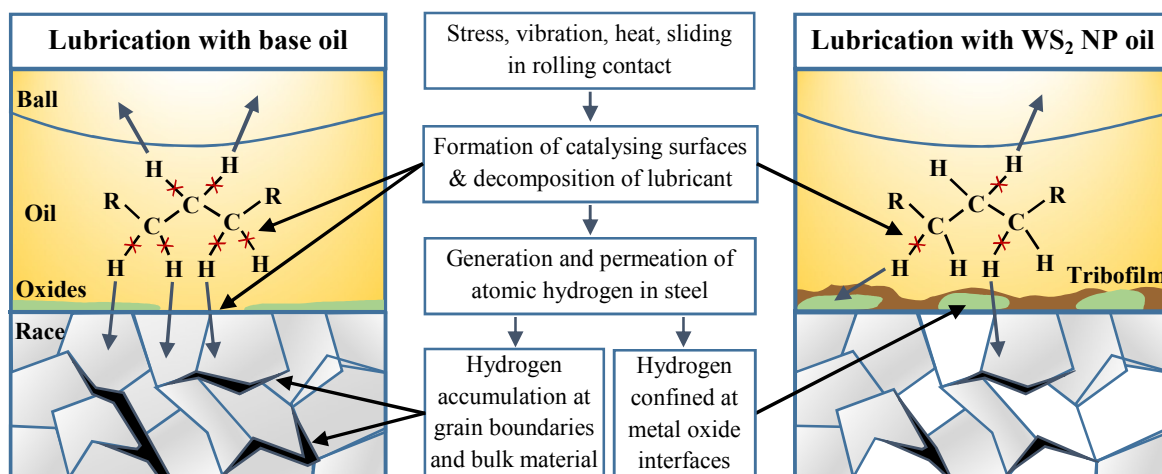 Lubrication with base oil
Ball
H
H
R
C
R
Oil
C
C
H
H
H
H
Oxides
Race
Stress, vibration, heat, sliding
in rolling contact
Formation of catalysing surfaces
& decomposition of lubricant
Generation and permeation of
atomic hydrogen in steel
Hydrogen
accumulation at
grain boundaries
and bulk material
Hydrogen
confined at
metal oxide
interfaces
Lubrication with WS₂ NP oil
H
H
R
C
R
C
C
H
H
H
H
Tribofilm